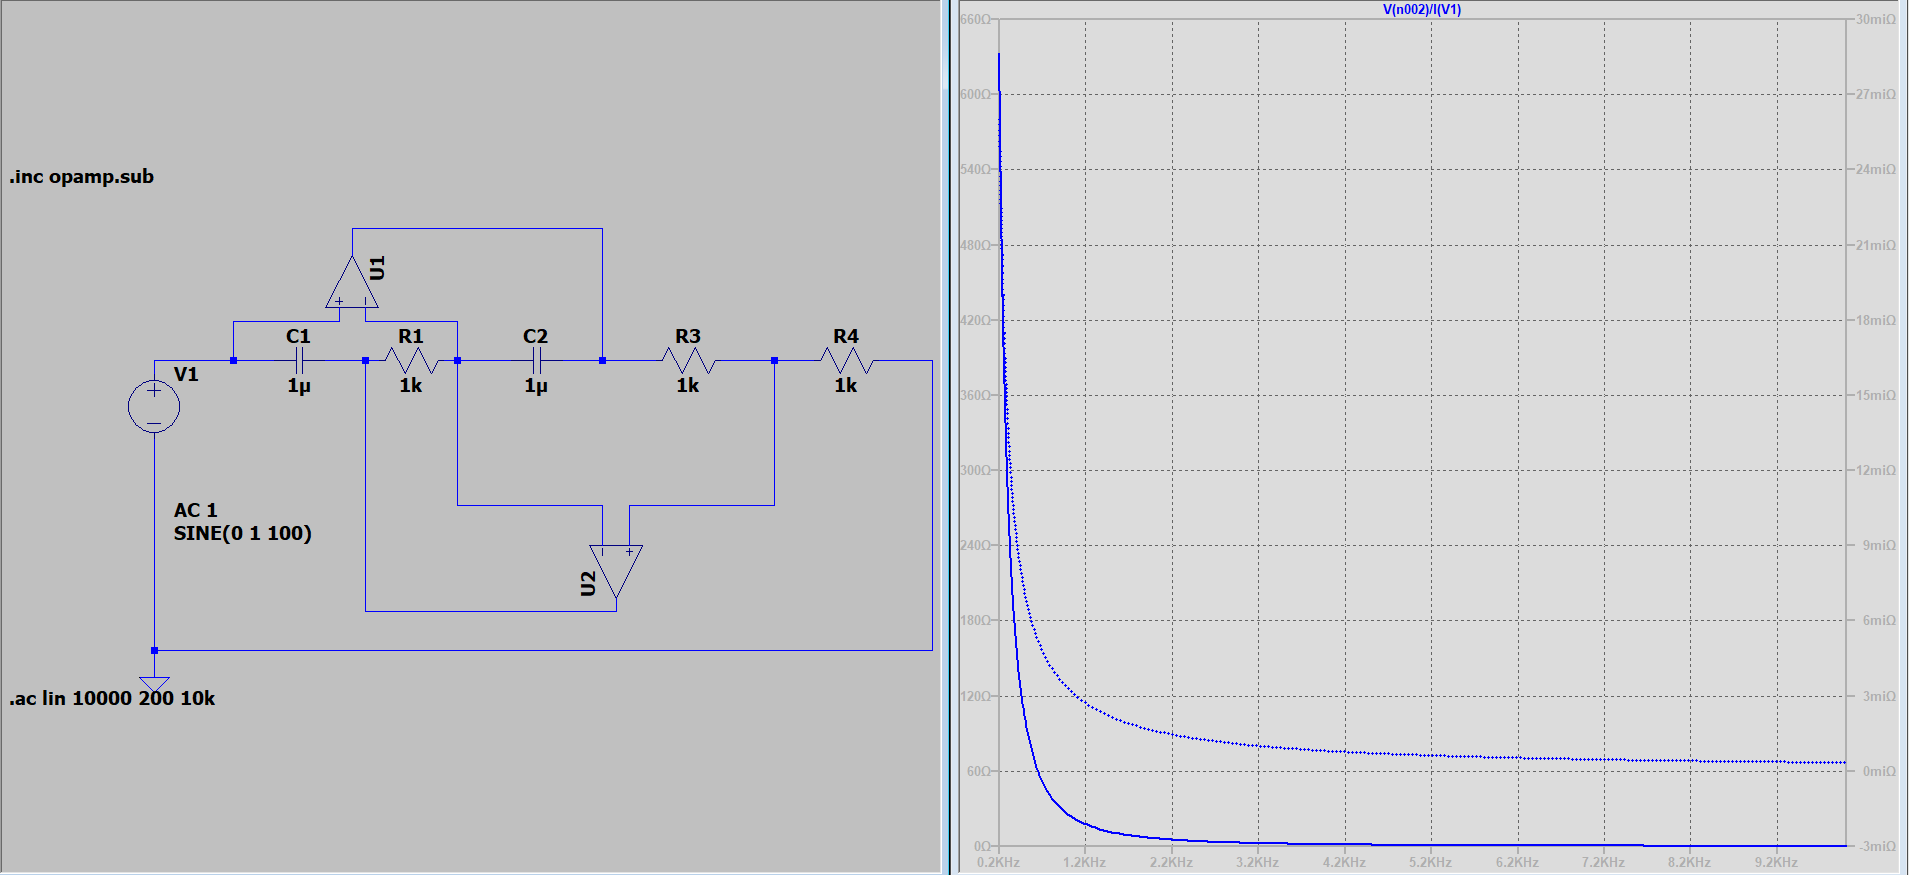 .inc opamp.sub
U1
+
C1
R1
C2
R3
R4
1µ
1k
1µ
1k
1k
V1
+
AC 1
SINE(0 1 100)
+
U2
.ac lin 10000 200 10k
V(n002)/I(V1)
660Ω
600Ω
540Ω
480Ω
420Ω
360Ω
300Ω
240Ω
180Ω
120Ω
60Ω
0Ω
30miΩ
27miΩ
24miΩ
21miΩ
18miΩ
15miΩ
12miΩ
9miΩ
6miΩ
3miΩ
0miΩ
-3miΩ
0.2KHz 1.2KHz 2.2KHz 3.2KHz 4.2KHz 5.2KHz 6.2KHz 7.2KHz 8.2KHz 9.2KHz